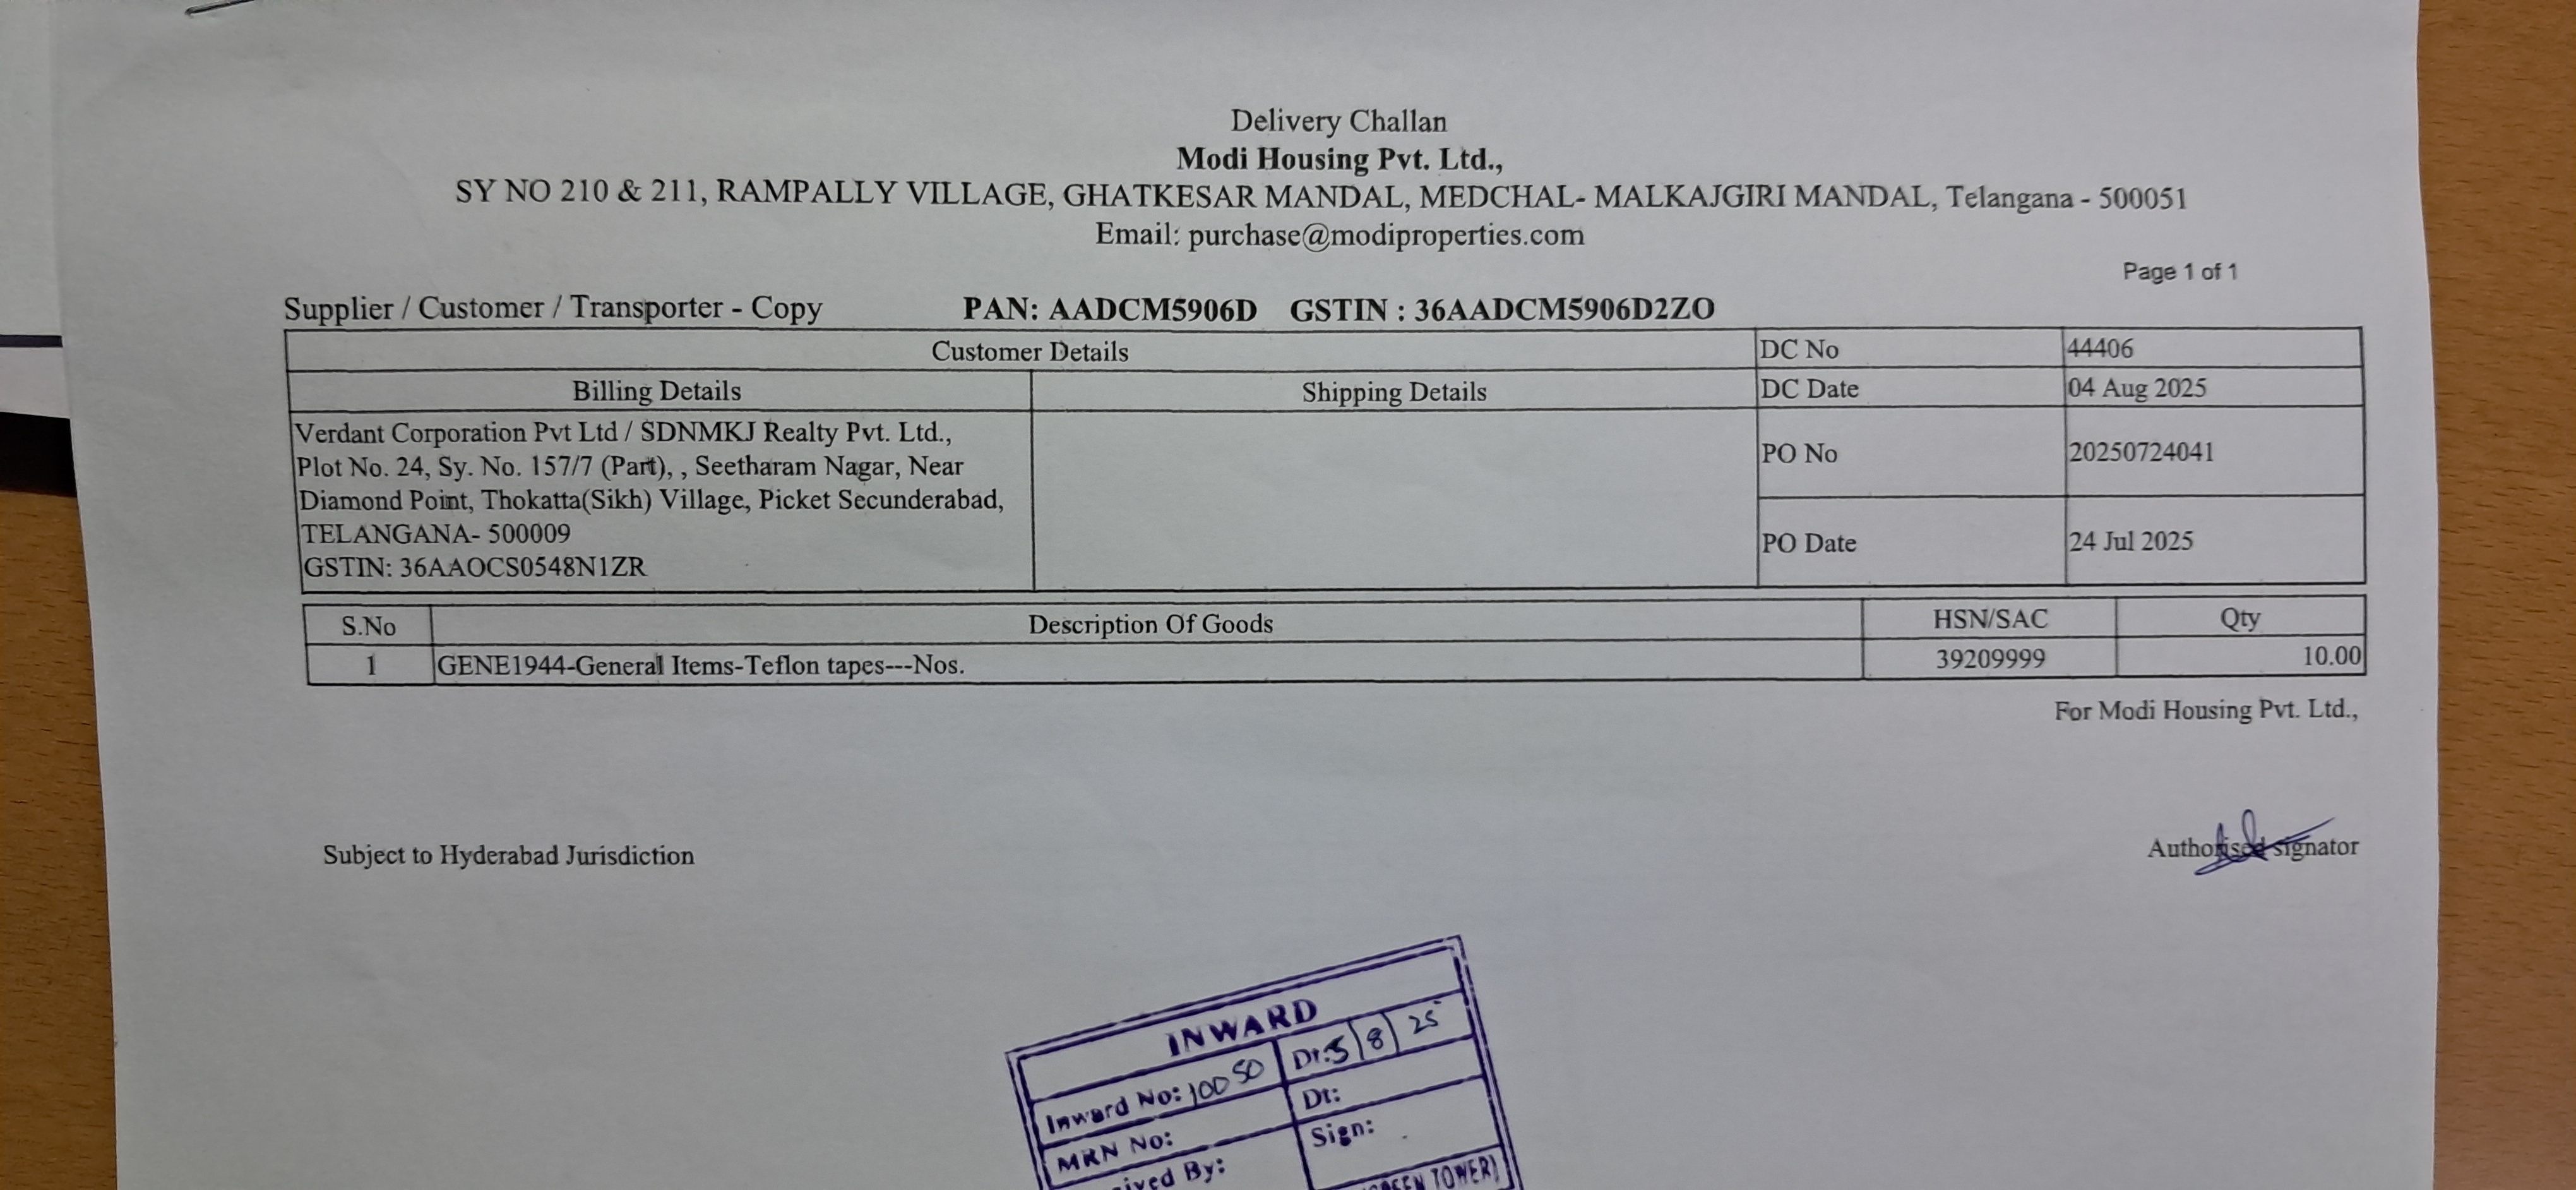 Delivery Challan
Modi Housing Pvt. Ltd.,
SY NO 210 & 211, RAMPALLY VILLAGE, GHATKESAR MANDAL, MEDCHAL- MALKAJGIRI MANDAL, Telangana - 500051
Email: purchase@modiproperties.com
Page 1 of 1
Supplier / Customer / Transporter - Copy PAN: AADCM5906D GSTIN : 36AADCM5906D2ZO
Customer Details
Billing Details Shipping Details
Verdant Corporation Pvt Ltd / SDNMKJ Realty Pvt. Ltd.,
Plot No. 24, Sy. No. 157/7 (Part), , Seetharam Nagar, Near
Diamond Point, Thokatta(Sikh) Village, Picket Secunderabad,
TELANGANA- 500009
GSTIN: 36AAOCS0548N1ZR
DC No 44406
DC Date 04 Aug 2025
PO No 20250724041
PO Date 24 Jul 2025
S.No Description Of Goods HSN/SAC Qty
1 GENE1944-General Items-Teflon tapes---Nos. 39209999 10.00
For Modi Housing Pvt. Ltd.,
Subject to Hyderabad Jurisdiction
Authorised signator
INWARD
Inward No: 10050 Dt: 5/8/25
MRN No: Dt:
By: Sign:
TOWER)